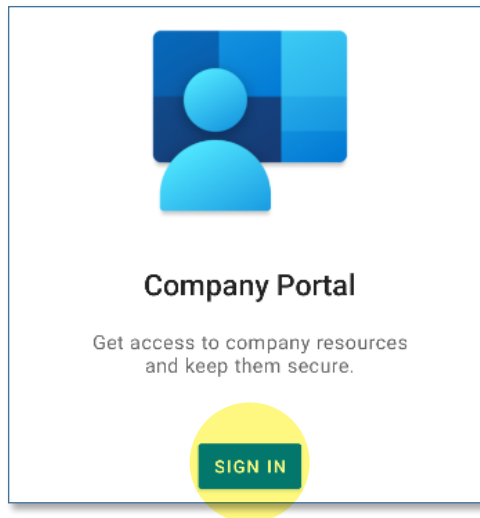 Company Portal
Get access to company resources
and keep them secure.
SIGN IN